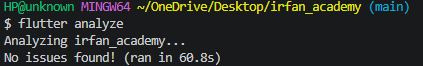 HP@unknown MINGW64 ~/OneDrive/Desktop/irfan_academy (main)
$ flutter analyze
Analyzing irfan_academy...
No issues found! (ran in 60.8s)